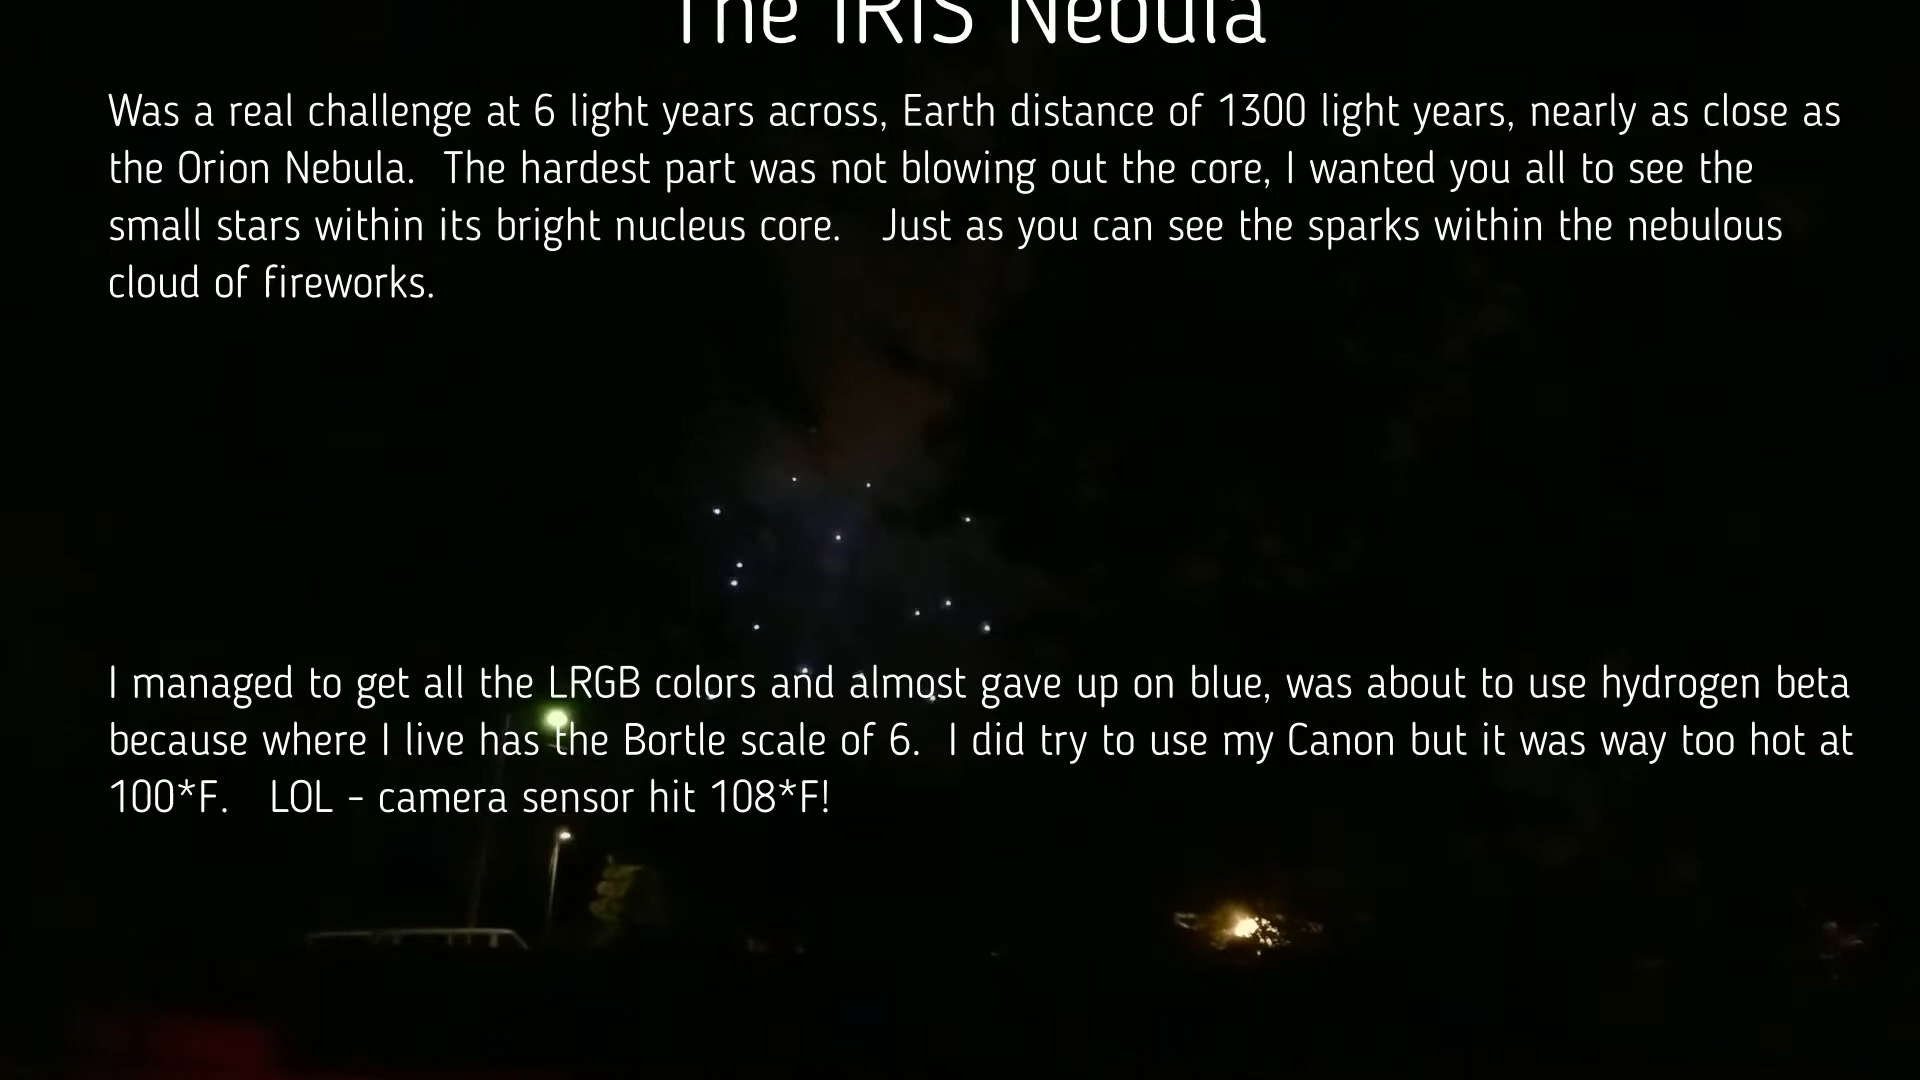 The IRIS Nebula
Was a real challenge at 6 light years across, Earth distance of 1300 light years, nearly as close as
the Orion Nebula.  The hardest part was not blowing out the core, I wanted you all to see the
small stars within its bright nucleus core.   Just as you can see the sparks within the nebulous
cloud of fireworks.
I managed to get all the LRGB colors and almost gave up on blue, was about to use hydrogen beta
because where I live has the Bortle scale of 6.  I did try to use my Canon but it was way too hot at
100*F.   LOL - camera sensor hit 108*F!